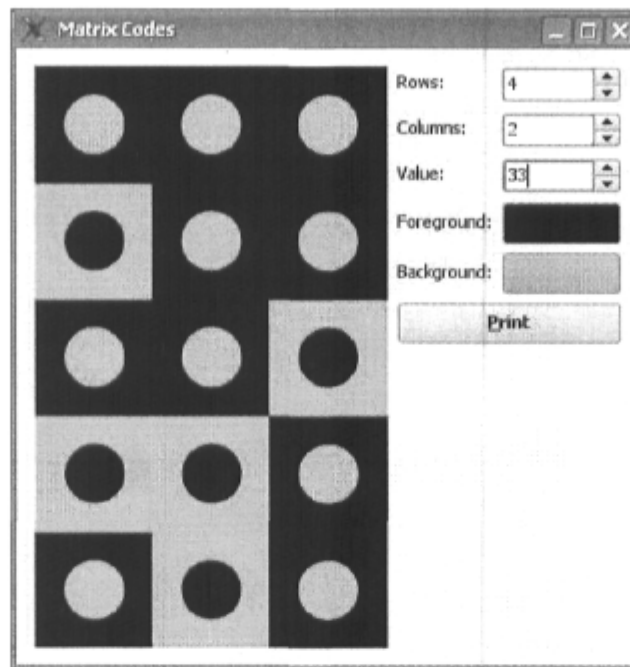 Matrix Codes
Rows: 4
Columns: 2
Value: 33
Foreground:
Background:
Print